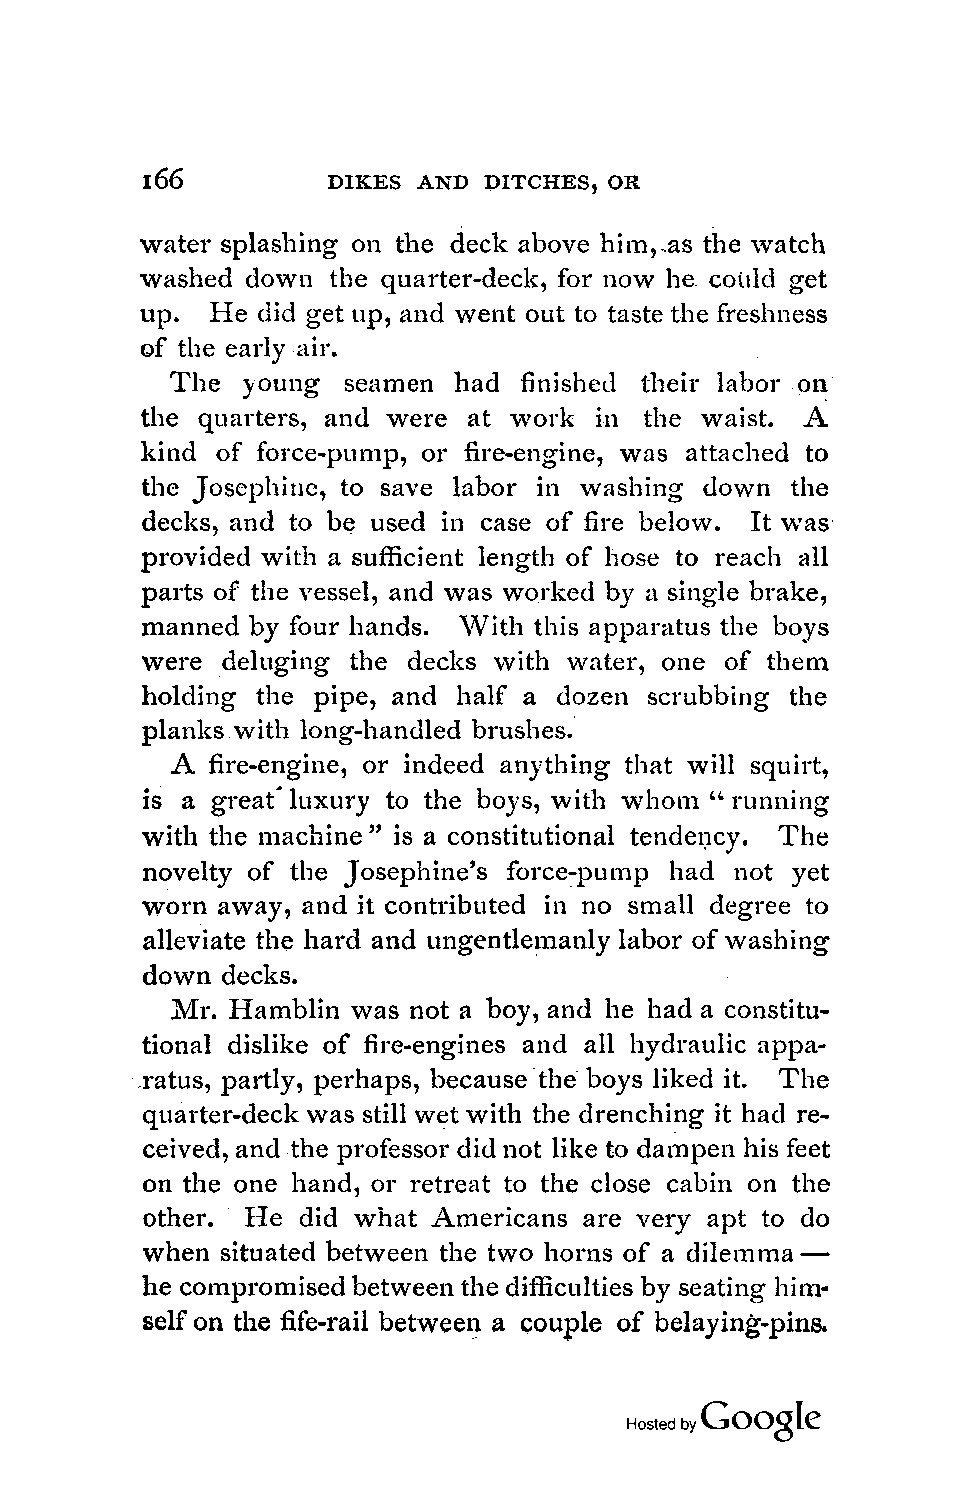 166 DIKES AND DITCHES, OR
water splashing on the deck above him, as the watch
washed down the quarter-deck, for now he could get
up. He did get up, and went out to taste the freshness
of the early air.
The young seamen had finished their labor on
the quarters, and were at work in the waist. A
kind of force-pump, or fire-engine, was attached to
the Josephine, to save labor in washing down the
decks, and to be used in case of fire below. It was
provided with a sufficient length of hose to reach all
parts of the vessel, and was worked by a single brake,
manned by four hands. With this apparatus the boys
were deluging the decks with water, one of them
holding the pipe, and half a dozen scrubbing the
planks with long-handled brushes.
A fire-engine, or indeed anything that will squirt,
is a great luxury to the boys, with whom “running
with the machine” is a constitutional tendency. The
novelty of the Josephine's force-pump had not yet
worn away, and it contributed in no small degree to
alleviate the hard and ungentlemanly labor of washing
down decks.
Mr. Hamblin was not a boy, and he had a constitu-
tional dislike of fire-engines and all hydraulic appa-
ratus, partly, perhaps, because the boys liked it. The
quarter-deck was still wet with the drenching it had re-
ceived, and the professor did not like to dampen his feet
on the one hand, or retreat to the close cabin on the
other. He did what Americans are very apt to do
when situated between the two horns of a dilemma —
he compromised between the difficulties by seating him-
self on the fife-rail between a couple of belaying-pins.
Hosted by Google